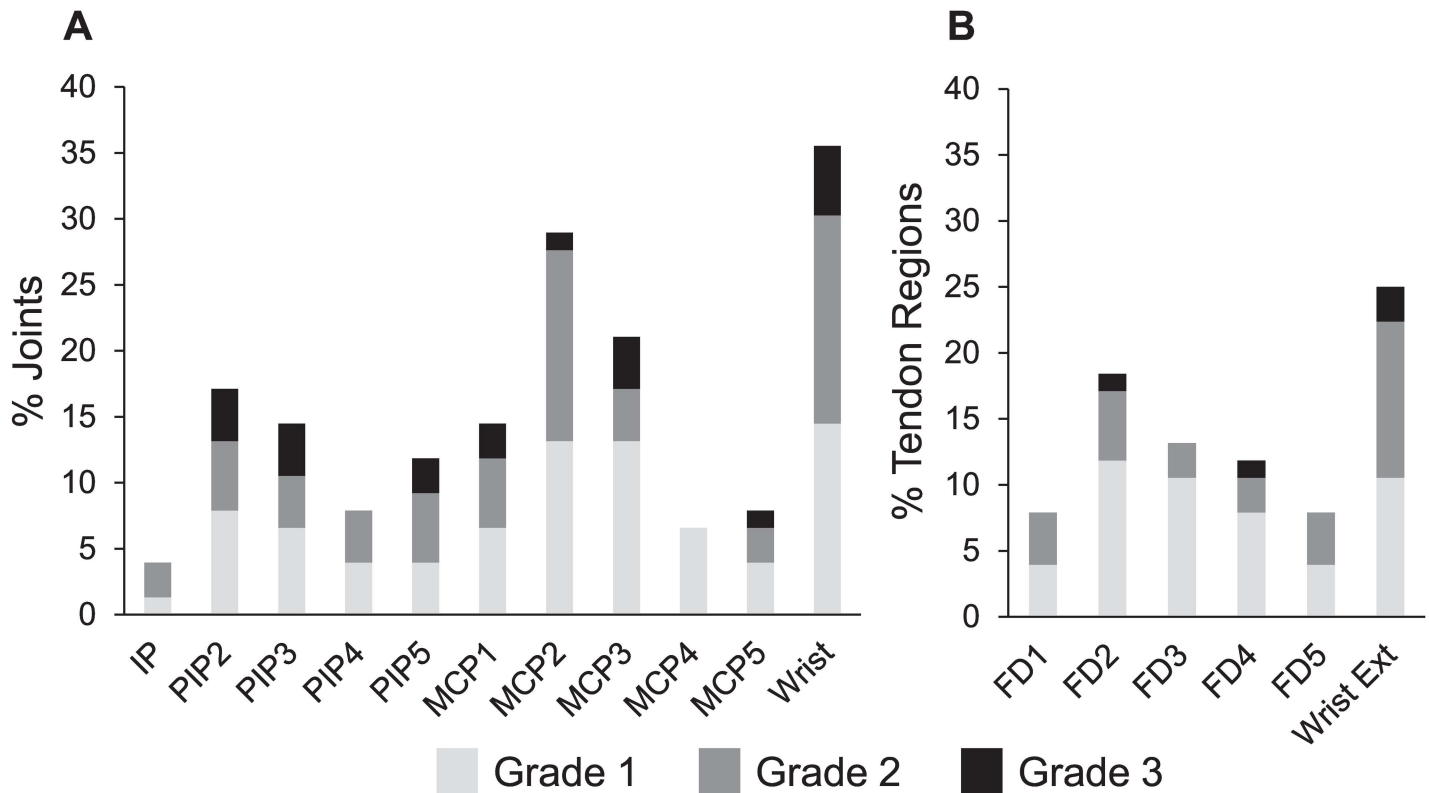 A
% Joints
40
35
30
25
20
15
10
5
0
IP
PIP2
PIP3
PIP4
PIP5
MCP1
MCP2
MCP3
MCP4
MCP5
Wrist
B
% Tendon Regions
40
35
30
25
20
15
10
5
0
FD1
FD2
FD3
FD4
FD5
Wrist Ext
Grade 1
Grade 2
Grade 3